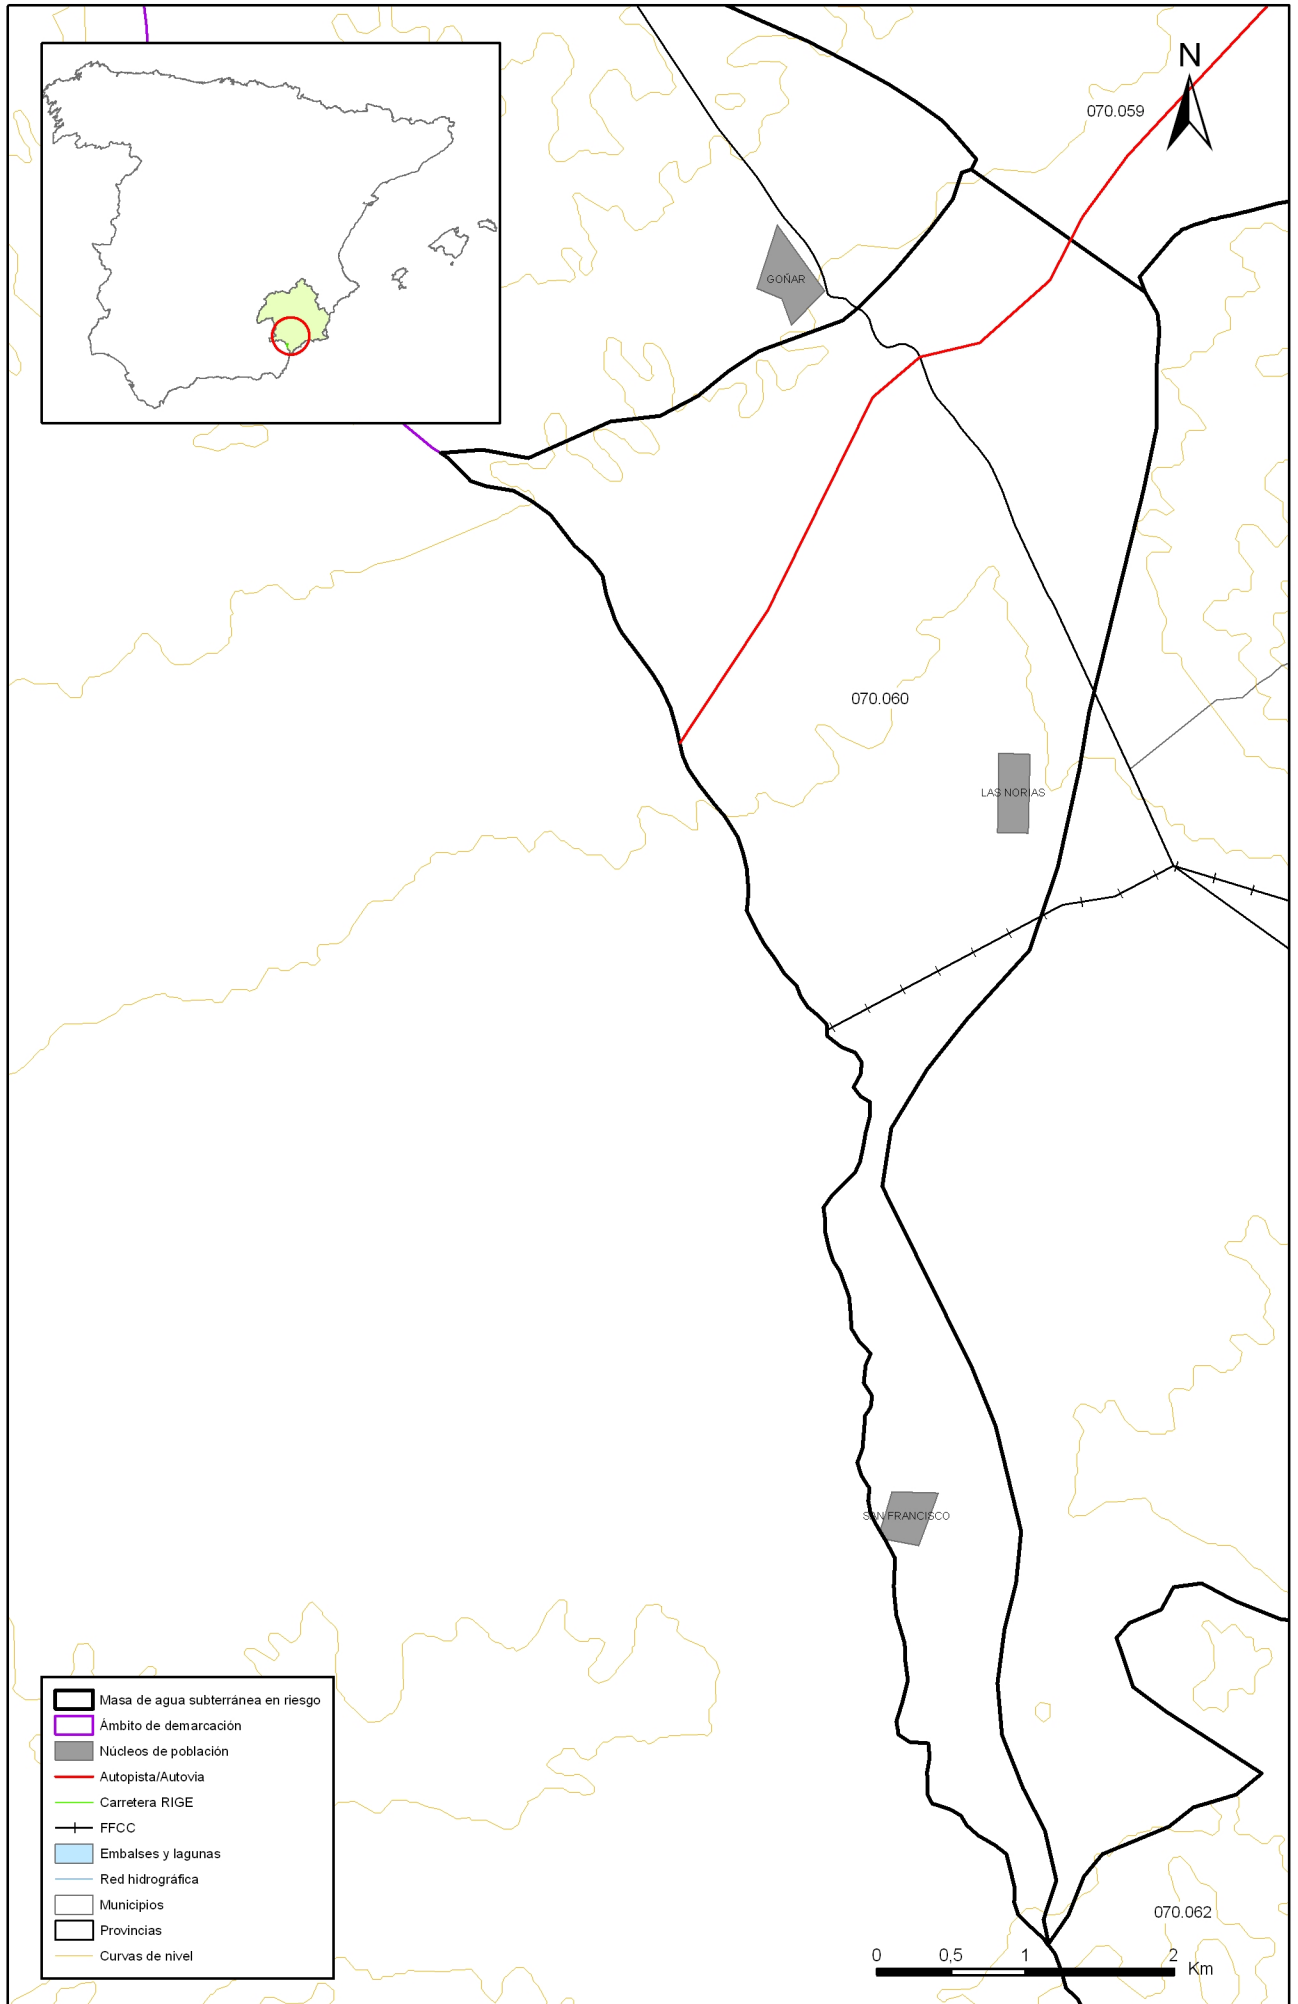 N
070.059
GOÑAR
070.060
LAS NORIAS
SAN FRANCISCO
Masa de agua subterránea en riesgo
Ámbito de demarcación
Núcleos de población
Autopista/Autovia
Carretera RIGE
FFCC
Embalses y lagunas
Red hidrográfica
Municipios
Provincias
Curvas de nivel
070.062
0 0,5 1 2
Km